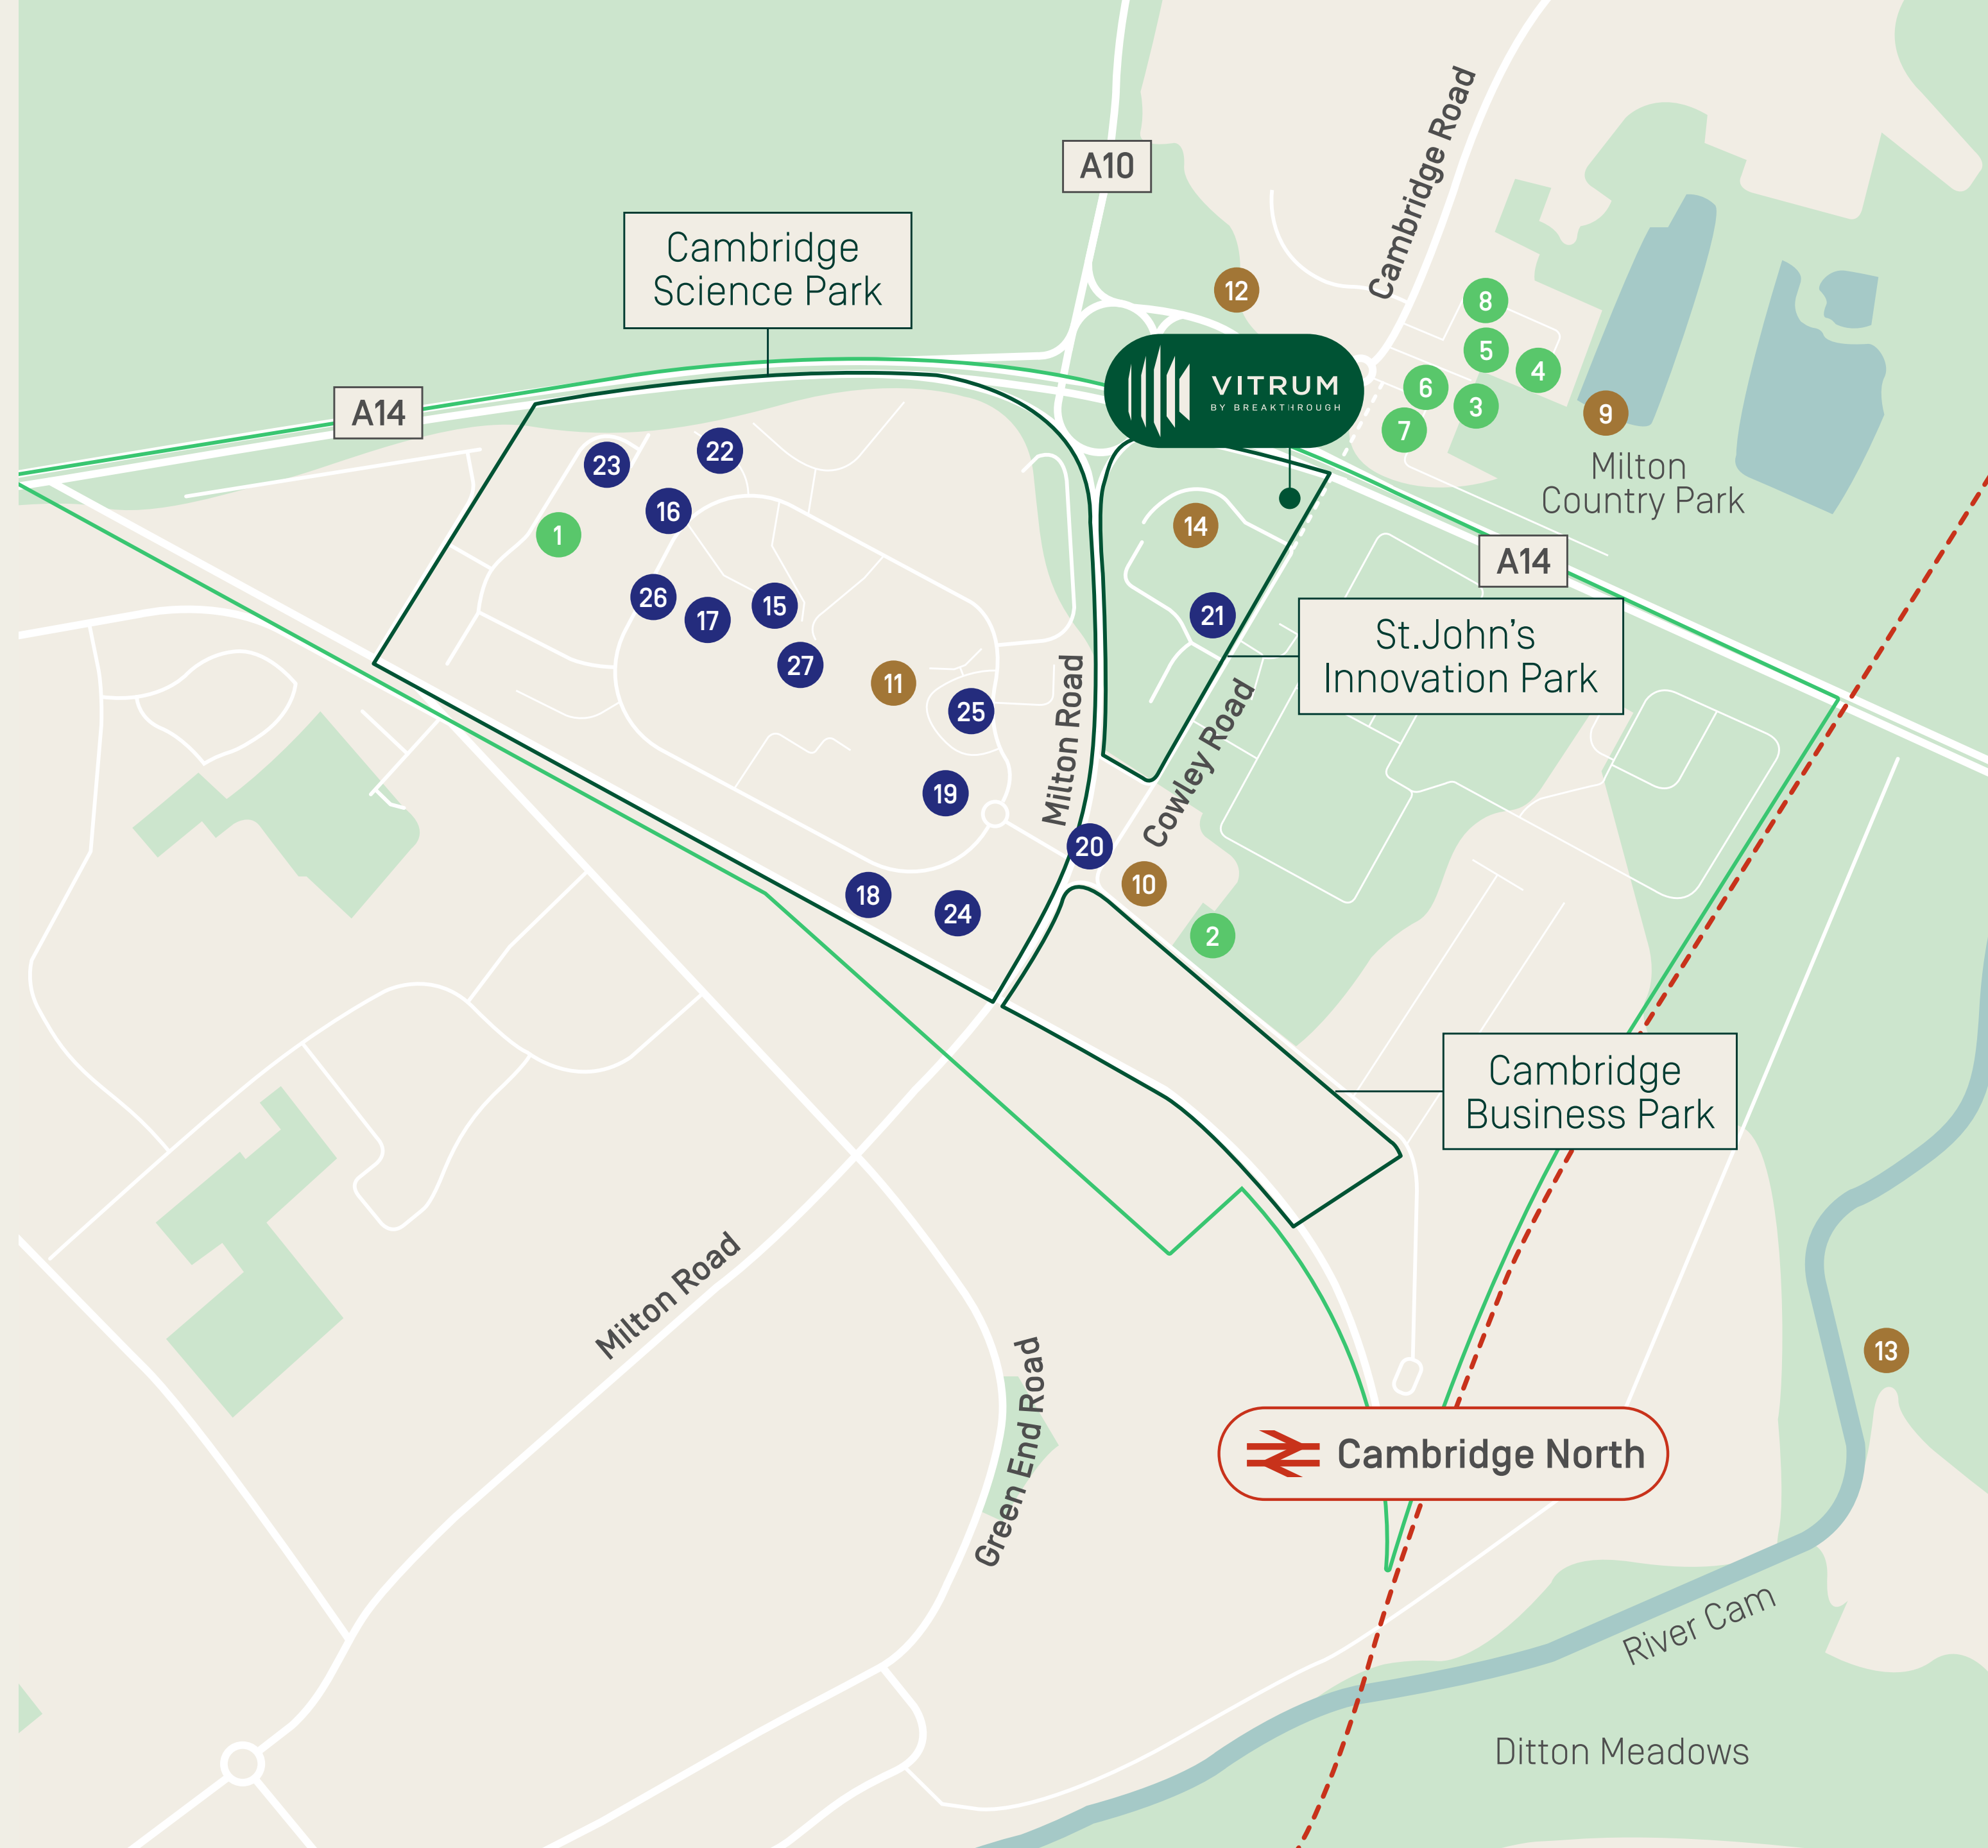 Cambridge Road
A10
Cambridge
Science Park
12
8
5
4
VITRUM
BY BREAKTHROUGH
6
3
7
9
A14
Milton
Country Park
23
22
16
1
14
A14
26
17
15
21
St.John's
Innovation Park
27
11
25
Milton Road
Cowley Road
19
20
10
18
24
2
Cambridge
Business Park
Milton Road
Green End Road
13
Cambridge North
River Cam
Ditton Meadows